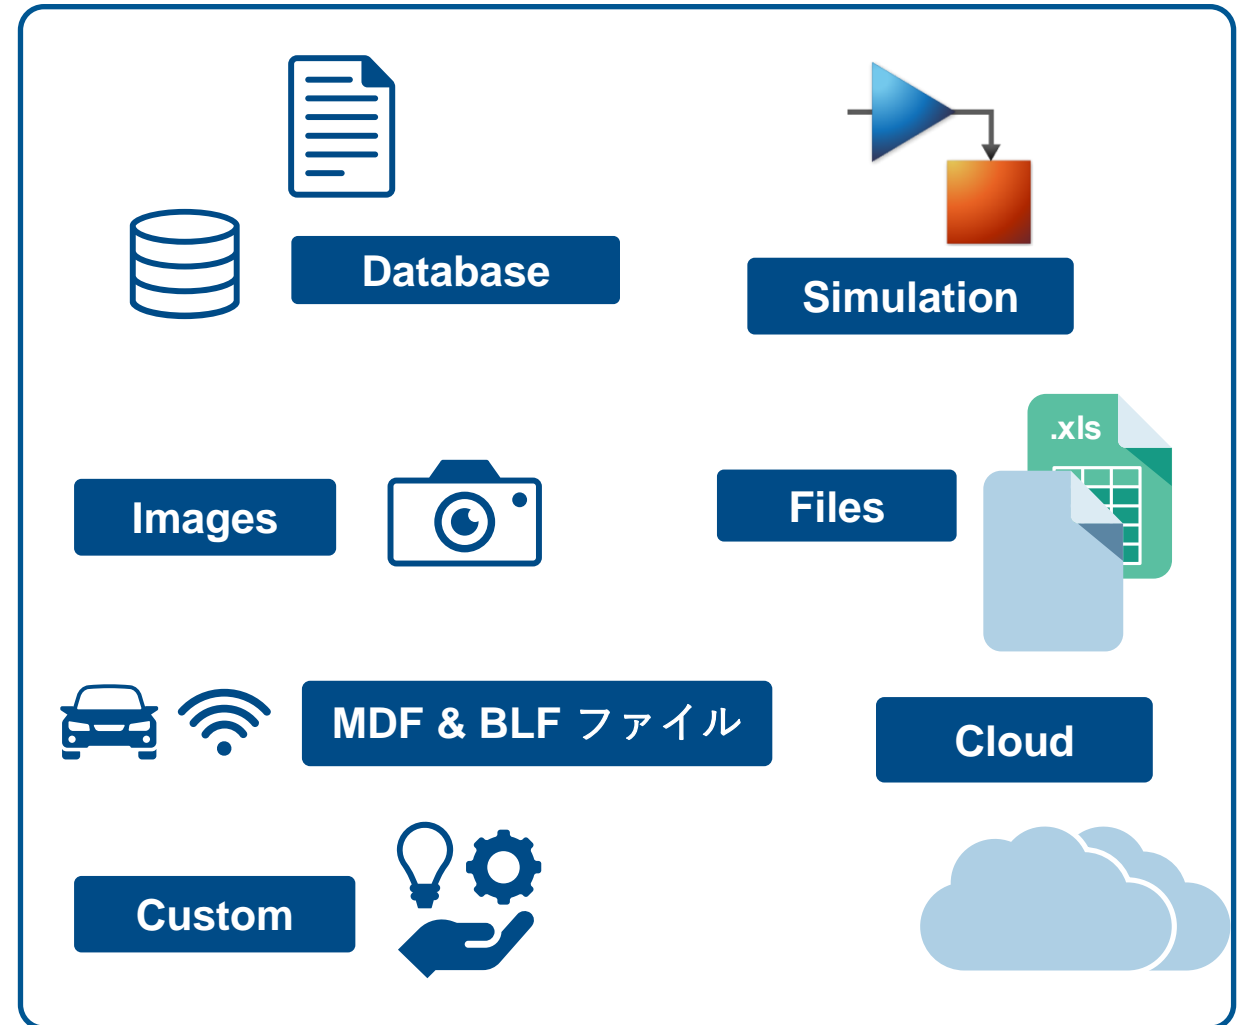 Database
Simulation
.xls
Images
Files
MDF & BLF ファイル
Cloud
Custom